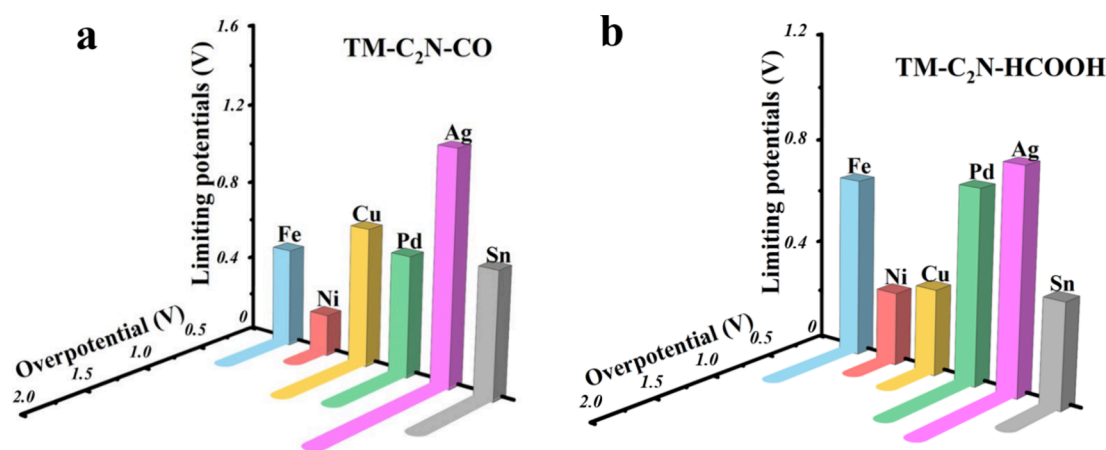 a
TM-C₂N-CO
Limiting potentials (V)
1.6
1.2
0.8
0.4
0
Overpotential (V)
0.5
1.0
1.5
2.0
Fe
Ni
Cu
Pd
Ag
Sn
b
TM-C₂N-HCOOH
Limiting potentials (V)
1.2
0.8
0.4
0
Overpotential (V)
0.5
1.0
1.5
2.0
Fe
Ni
Cu
Pd
Ag
Sn